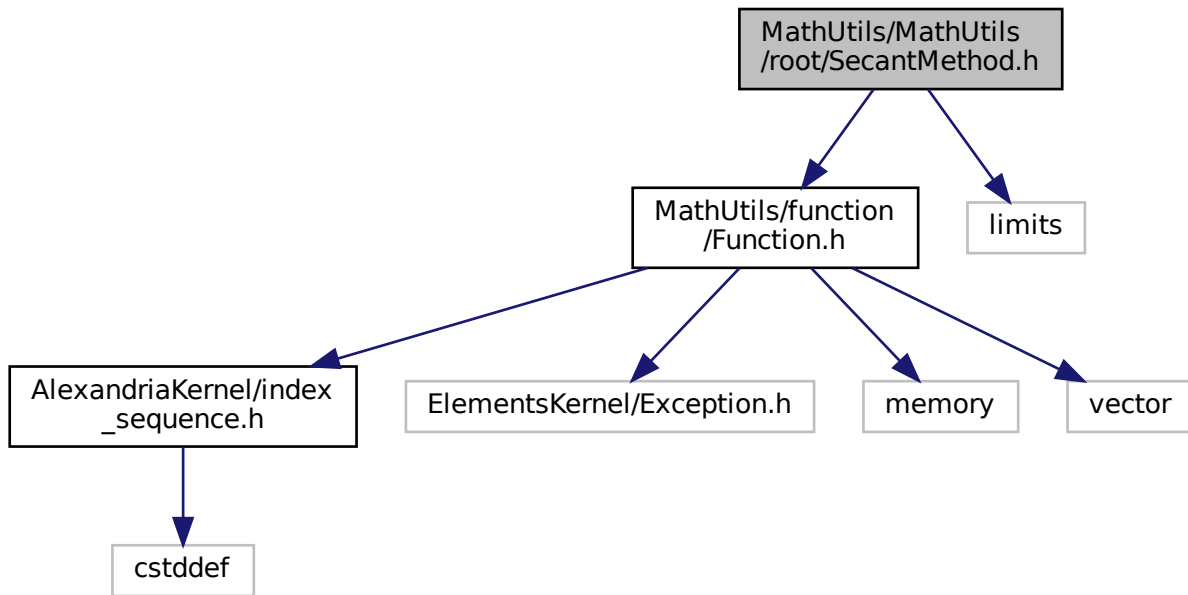 MathUtils/MathUtils
/root/SecantMethod.h
MathUtils/function
/Function.h
limits
AlexandriaKernel/index
_sequence.h
ElementsKernel/Exception.h
memory
vector
cstddef